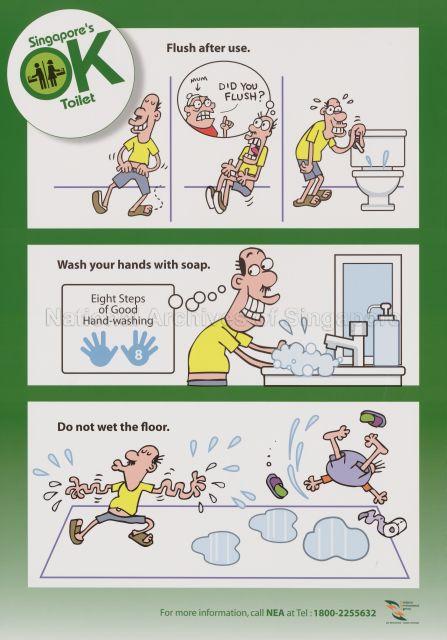 Singapore's
OK
Toilet
Flush after use.
MUM
DID YOU
FLUSH?
Wash your hands with soap.
Eight Steps
of Good
Hand-washing
8
National Archives of Singapore
Do not wet the floor.
For more information, call NEA at Tel : 1800-2255632